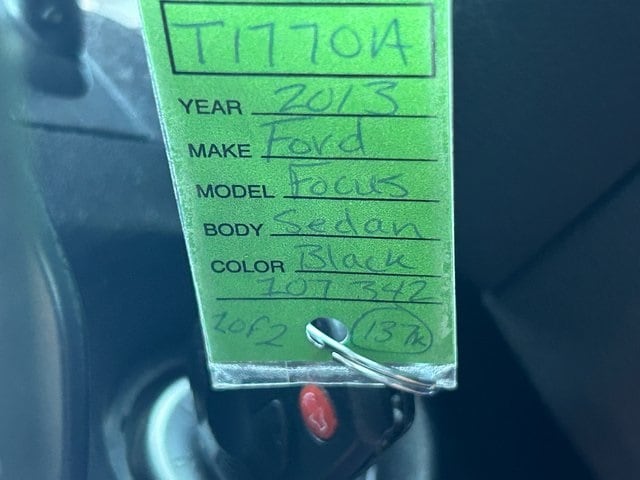 T1770A
YEAR 2013
MAKE Ford
MODEL Focus
BODY Sedan
COLOR Black
107 342
2 of 2 137k